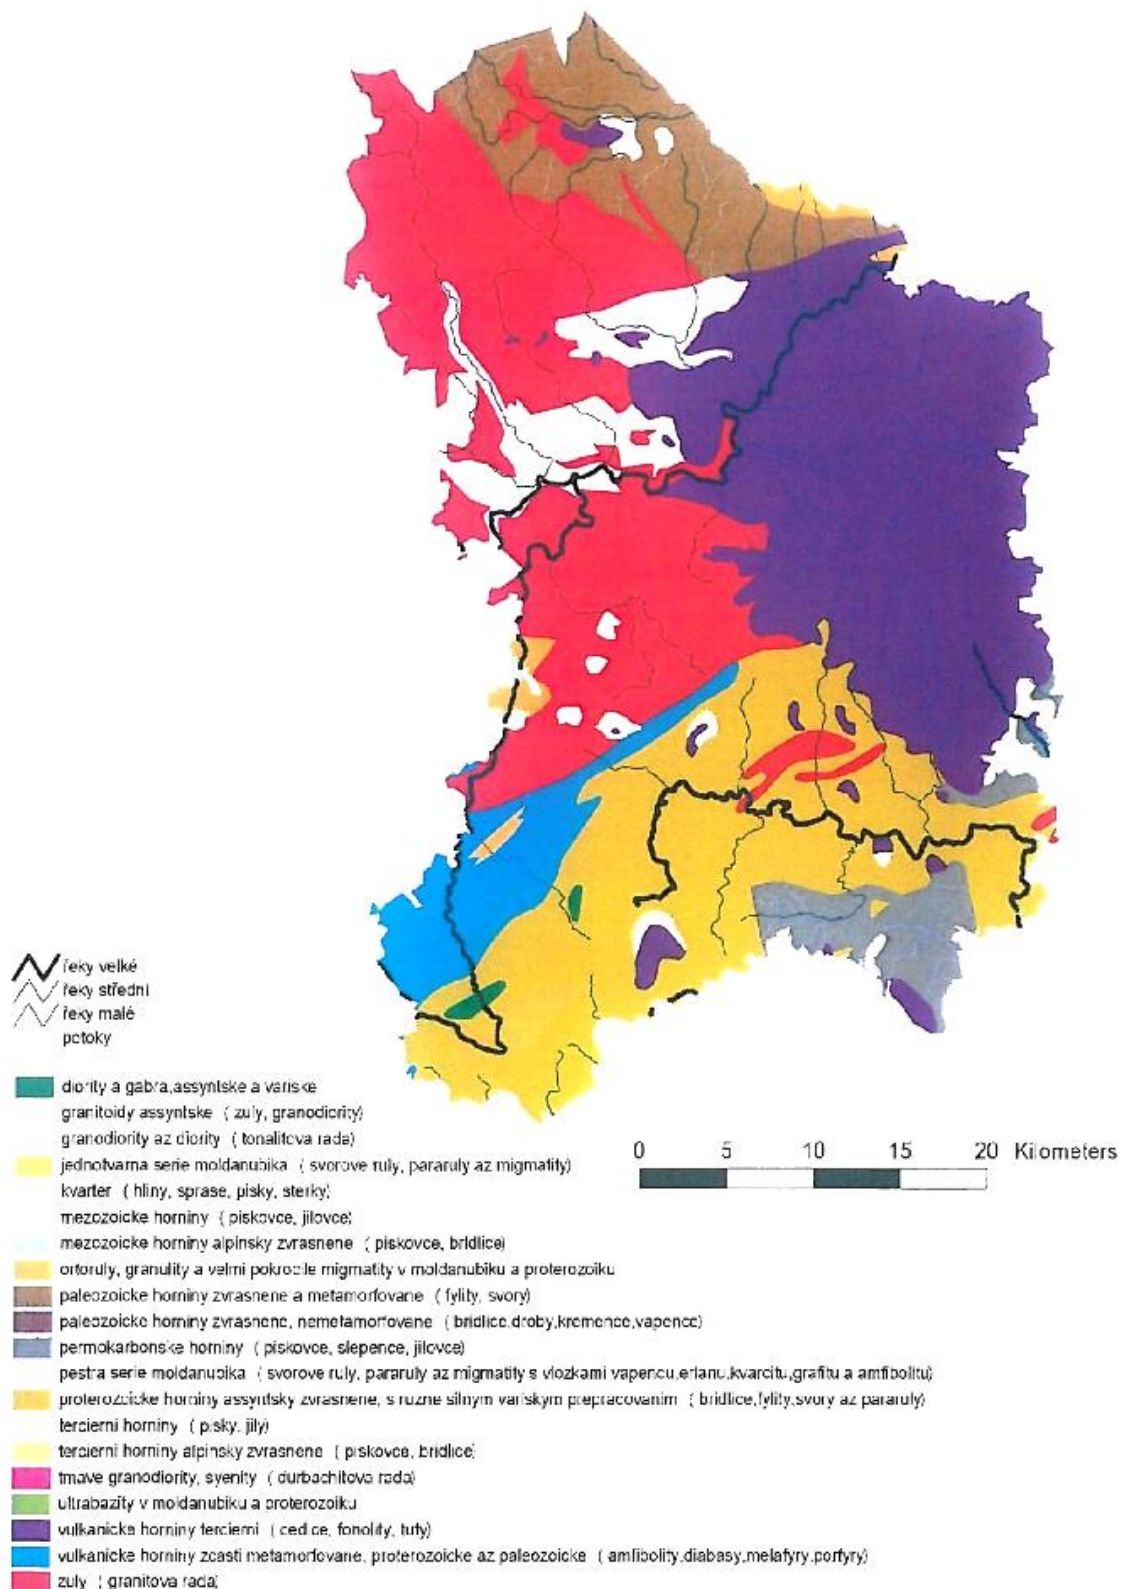 řeky velké
řeky střední
řeky malé
potoky
diority a gabra,assyntske a variske
granitoidy assyntske ( zuly, granodiority)
granodiority az diority ( tonalitova rada)
jednotvarna serie moldanubika ( svorove ruly, pararuly az migmatity)
kvarter ( hliny, sprase, pisky, sterky)
mezozoicke horniny ( piskovce, jilovce)
mezozoicke horniny alpinsky zvrasnene ( piskovce, bridlice)
ortoruly, granulity a velmi pokrocile migmatity v moldanubiku a proterozoiku
paleozoicke horniny zvrasnene a metamorfovane ( fylity, svory)
paleozoicke horniny zvrasnene, nemetamorfovane ( bridlice,droby,kremence,vapence)
permokarbonske horniny ( piskovce, slepence, jilovce)
pestra serie moldanubika ( svorove ruly, pararuly az migmatity s vlozkami vapencu,erlanu,kvarcitu,grafitu a amfibolitu)
proterozoicke horniny assyntsky zvrasnene, s ruzne silnym variskym prepracovanim ( bridlice,fylity,svory az pararuly)
tercierni horniny ( pisky, jily)
tercierni horniny alpinsky zvrasnene ( piskovce, bridlice)
tmave granodiority, syenity ( durbachitova rada)
ultrabazity v moldanubiku a proterozoiku
vulkanicke horniny tercierni ( cedice, fonolity, tufy)
vulkanicke horniny zcasti metamorfovane, proterozoicke az paleozoicke ( amfibolity,diabasy,melafyry,porfyry)
zuly ( granitova rada)
0 5 10 15 20 Kilometers